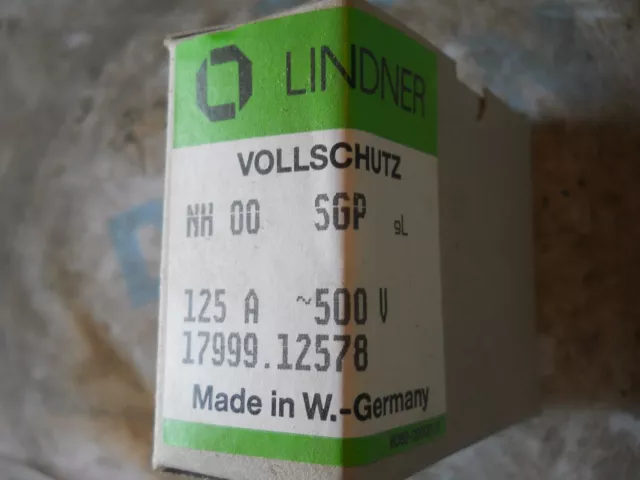 LINDNER
VOLLSCHUTZ
NH 00 SGP gL
125 A ~500 V
17999.12578
Made in W.-Germany